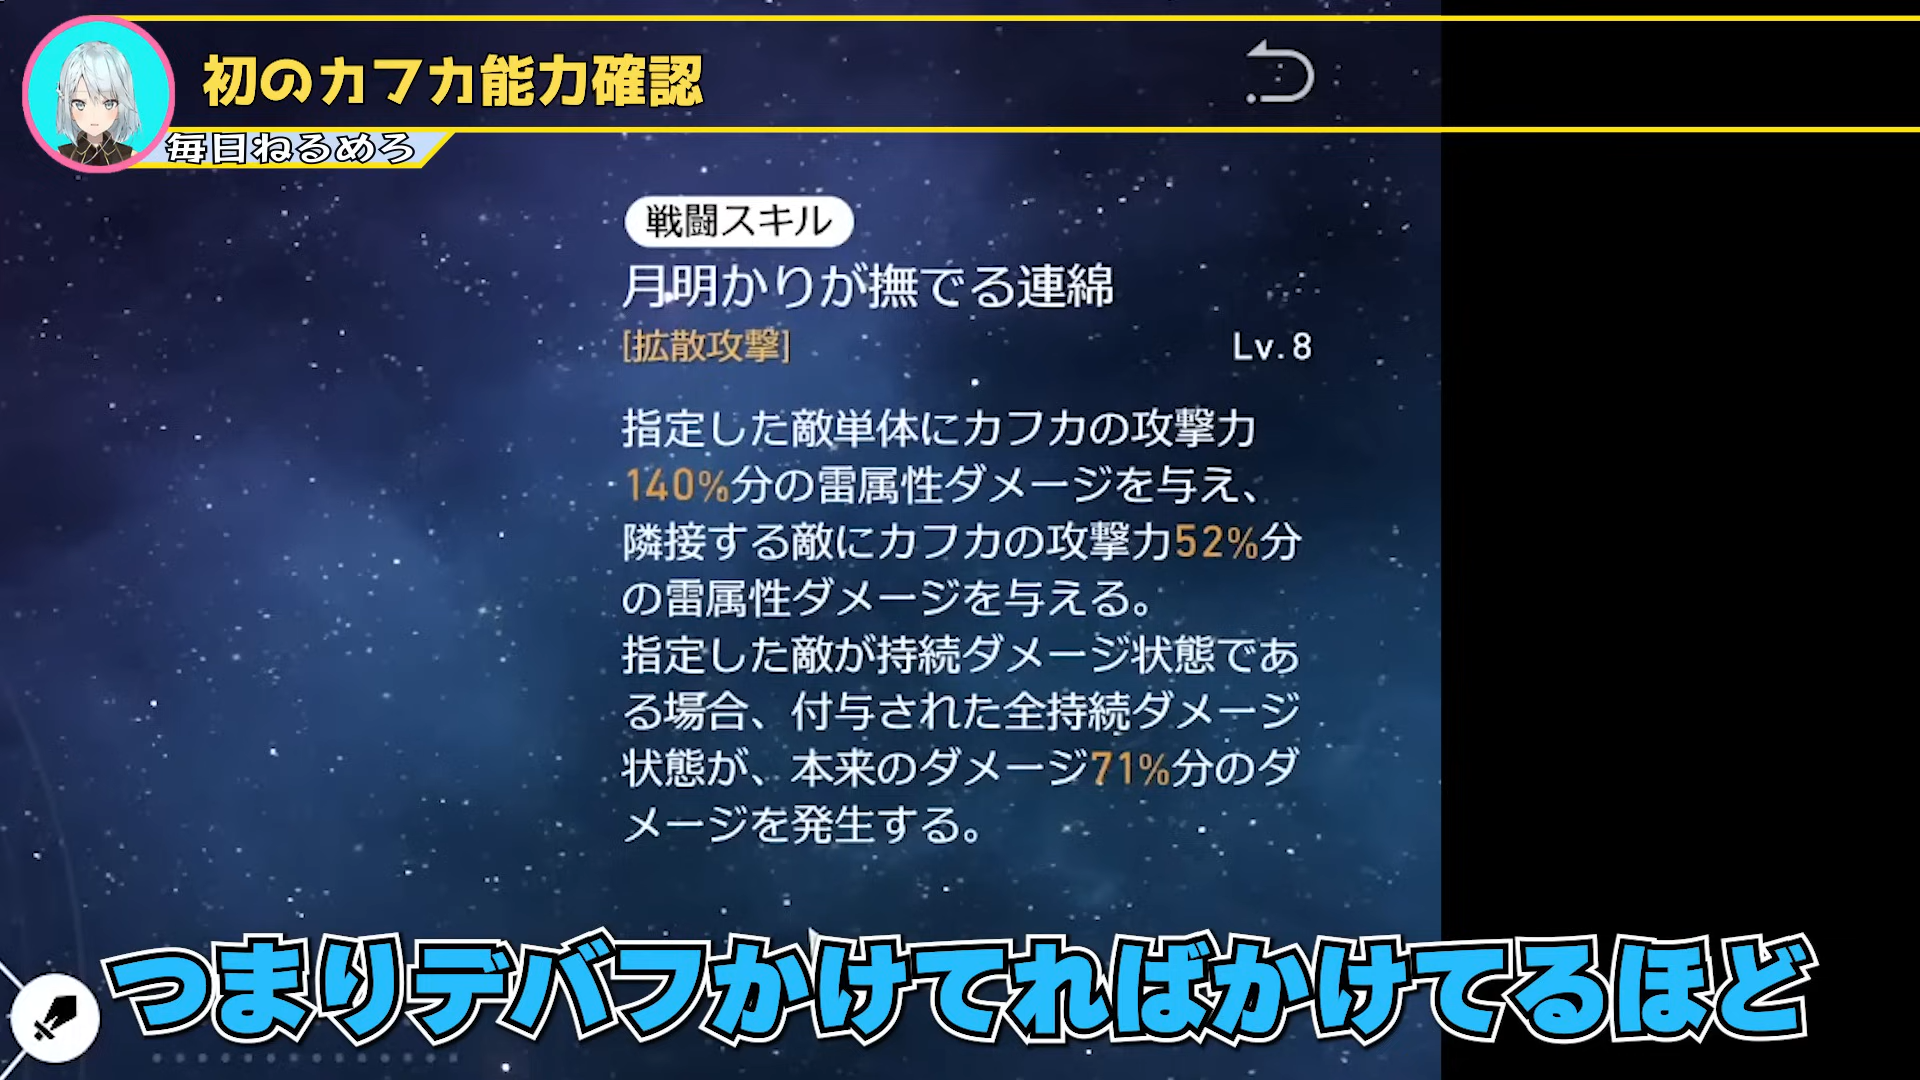 初のカフカ能力確認
毎日ねるめろ
戦闘スキル
月明かりが撫でる連綿
[拡散攻撃]
Lv.8
指定した敵単体にカフカの攻撃力
140%分の雷属性ダメージを与え、
隣接する敵にカフカの攻撃力52%分
の雷属性ダメージを与える。
指定した敵が持続ダメージ状態であ
る場合、付与された全持続ダメージ
状態が、本来のダメージ71%分のダ
メージを発生する。
つまりデバフかけてればかけてるほど